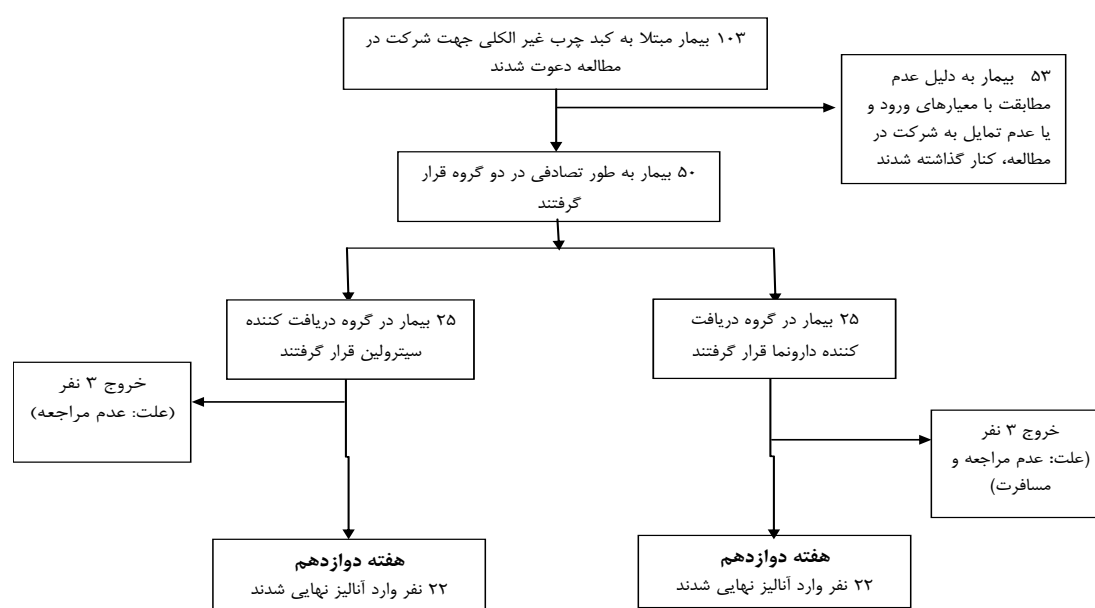 ۱۰۳ بیمار مبتلا به کبد چرب غیر الکلی جهت شرکت در
مطالعه دعوت شدند
۵۳ بیمار به دلیل عدم
مطابقت با معیارهای ورود و
یا عدم تمایل به شرکت در
مطالعه، کنار گذاشته شدند
۵۰ بیمار به طور تصادفی در دو گروه قرار
گرفتند
۲۵ بیمار در گروه دریافت
کننده دارونما قرار گرفتند
۲۵ بیمار در گروه دریافت کننده
سیترولین قرار گرفتند
خروج ۳ نفر
(علت: عدم مراجعه و
مسافرت)
خروج ۳ نفر
(علت: عدم مراجعه)
هفته دوازدهم
۲۲ نفر وارد آنالیز نهایی شدند
هفته دوازدهم
۲۲ نفر وارد آنالیز نهایی شدند